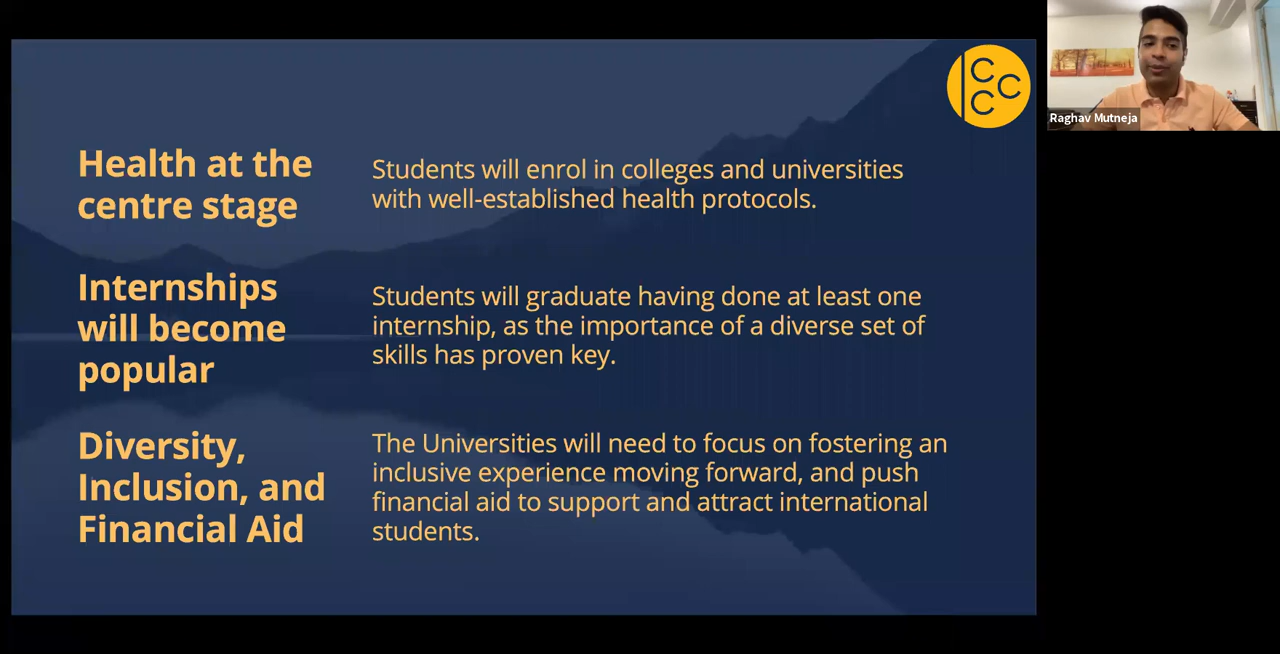 Health at the
centre stage
Students will enrol in colleges and universities
with well-established health protocols.
Internships
will become
popular
Students will graduate having done at least one
internship, as the importance of a diverse set of
skills has proven key.
Diversity,
Inclusion, and
Financial Aid
The Universities will need to focus on fostering an
inclusive experience moving forward, and push
financial aid to support and attract international
students.
CCC
Raghav Mutneja